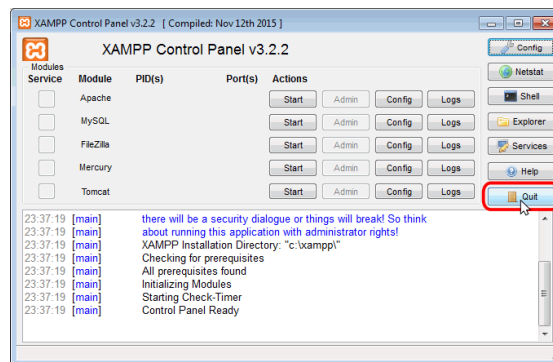 XAMPP Control Panel v3.2.2 [ Compiled: Nov 12th 2015 ]
XAMPP Control Panel v3.2.2
Config
Modules
Service Module PID(s) Port(s) Actions
Netstat
Apache Start Admin Config Logs
Shell
MySQL Start Admin Config Logs
Explorer
FileZilla Start Admin Config Logs
Services
Mercury Start Admin Config Logs
Help
Tomcat Start Admin Config Logs
Quit
23:37:19 [main] there will be a security dialogue or things will break! So think
23:37:19 [main] about running this application with administrator rights!
23:37:19 [main] XAMPP Installation Directory: "c:\xampp\"
23:37:19 [main] Checking for prerequisites
23:37:19 [main] All prerequisites found
23:37:19 [main] Initializing Modules
23:37:19 [main] Starting Check-Timer
23:37:19 [main] Control Panel Ready